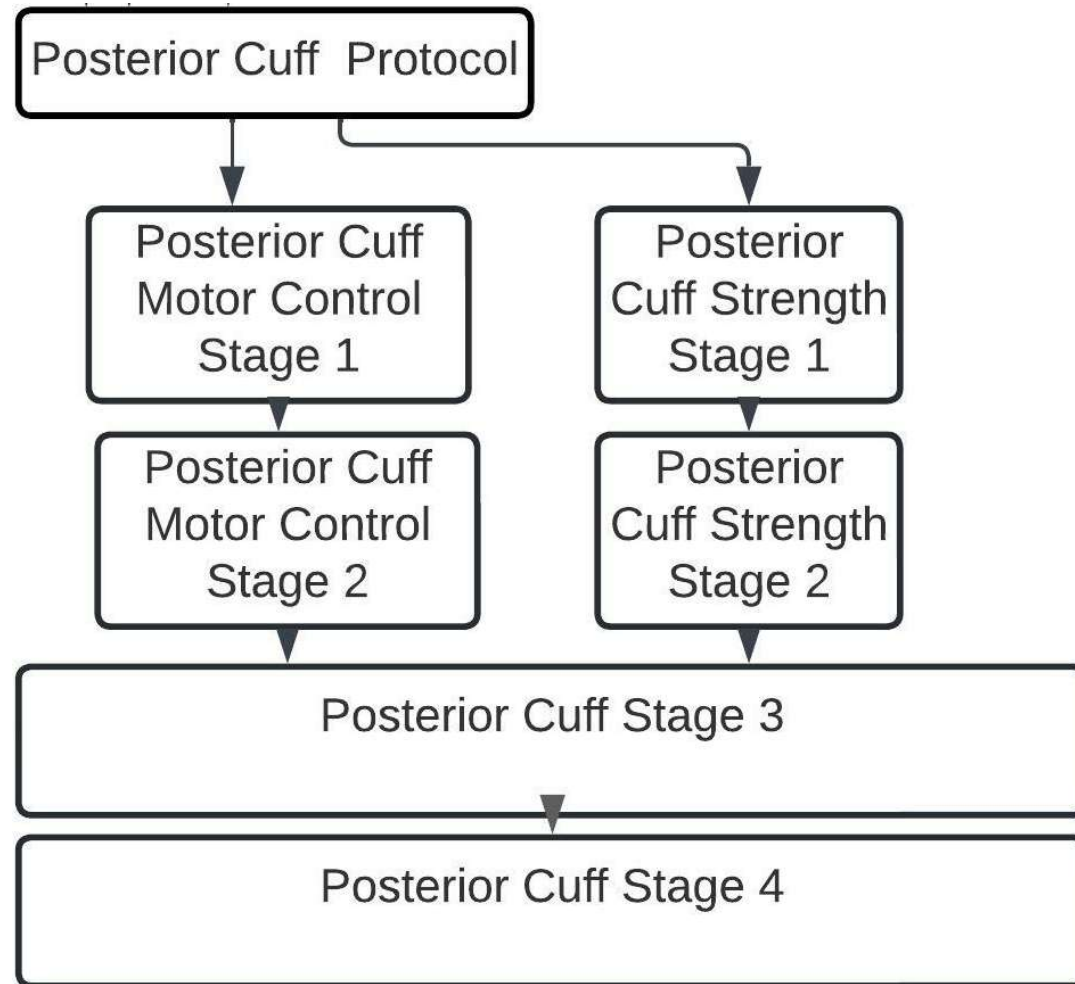 Posterior Cuff  Protocol
Posterior Cuff
Motor Control
Stage 1
Posterior
Cuff Strength
Stage 1
Posterior Cuff
Motor Control
Stage 2
Posterior
Cuff Strength
Stage 2
Posterior Cuff Stage 3
Posterior Cuff Stage 4